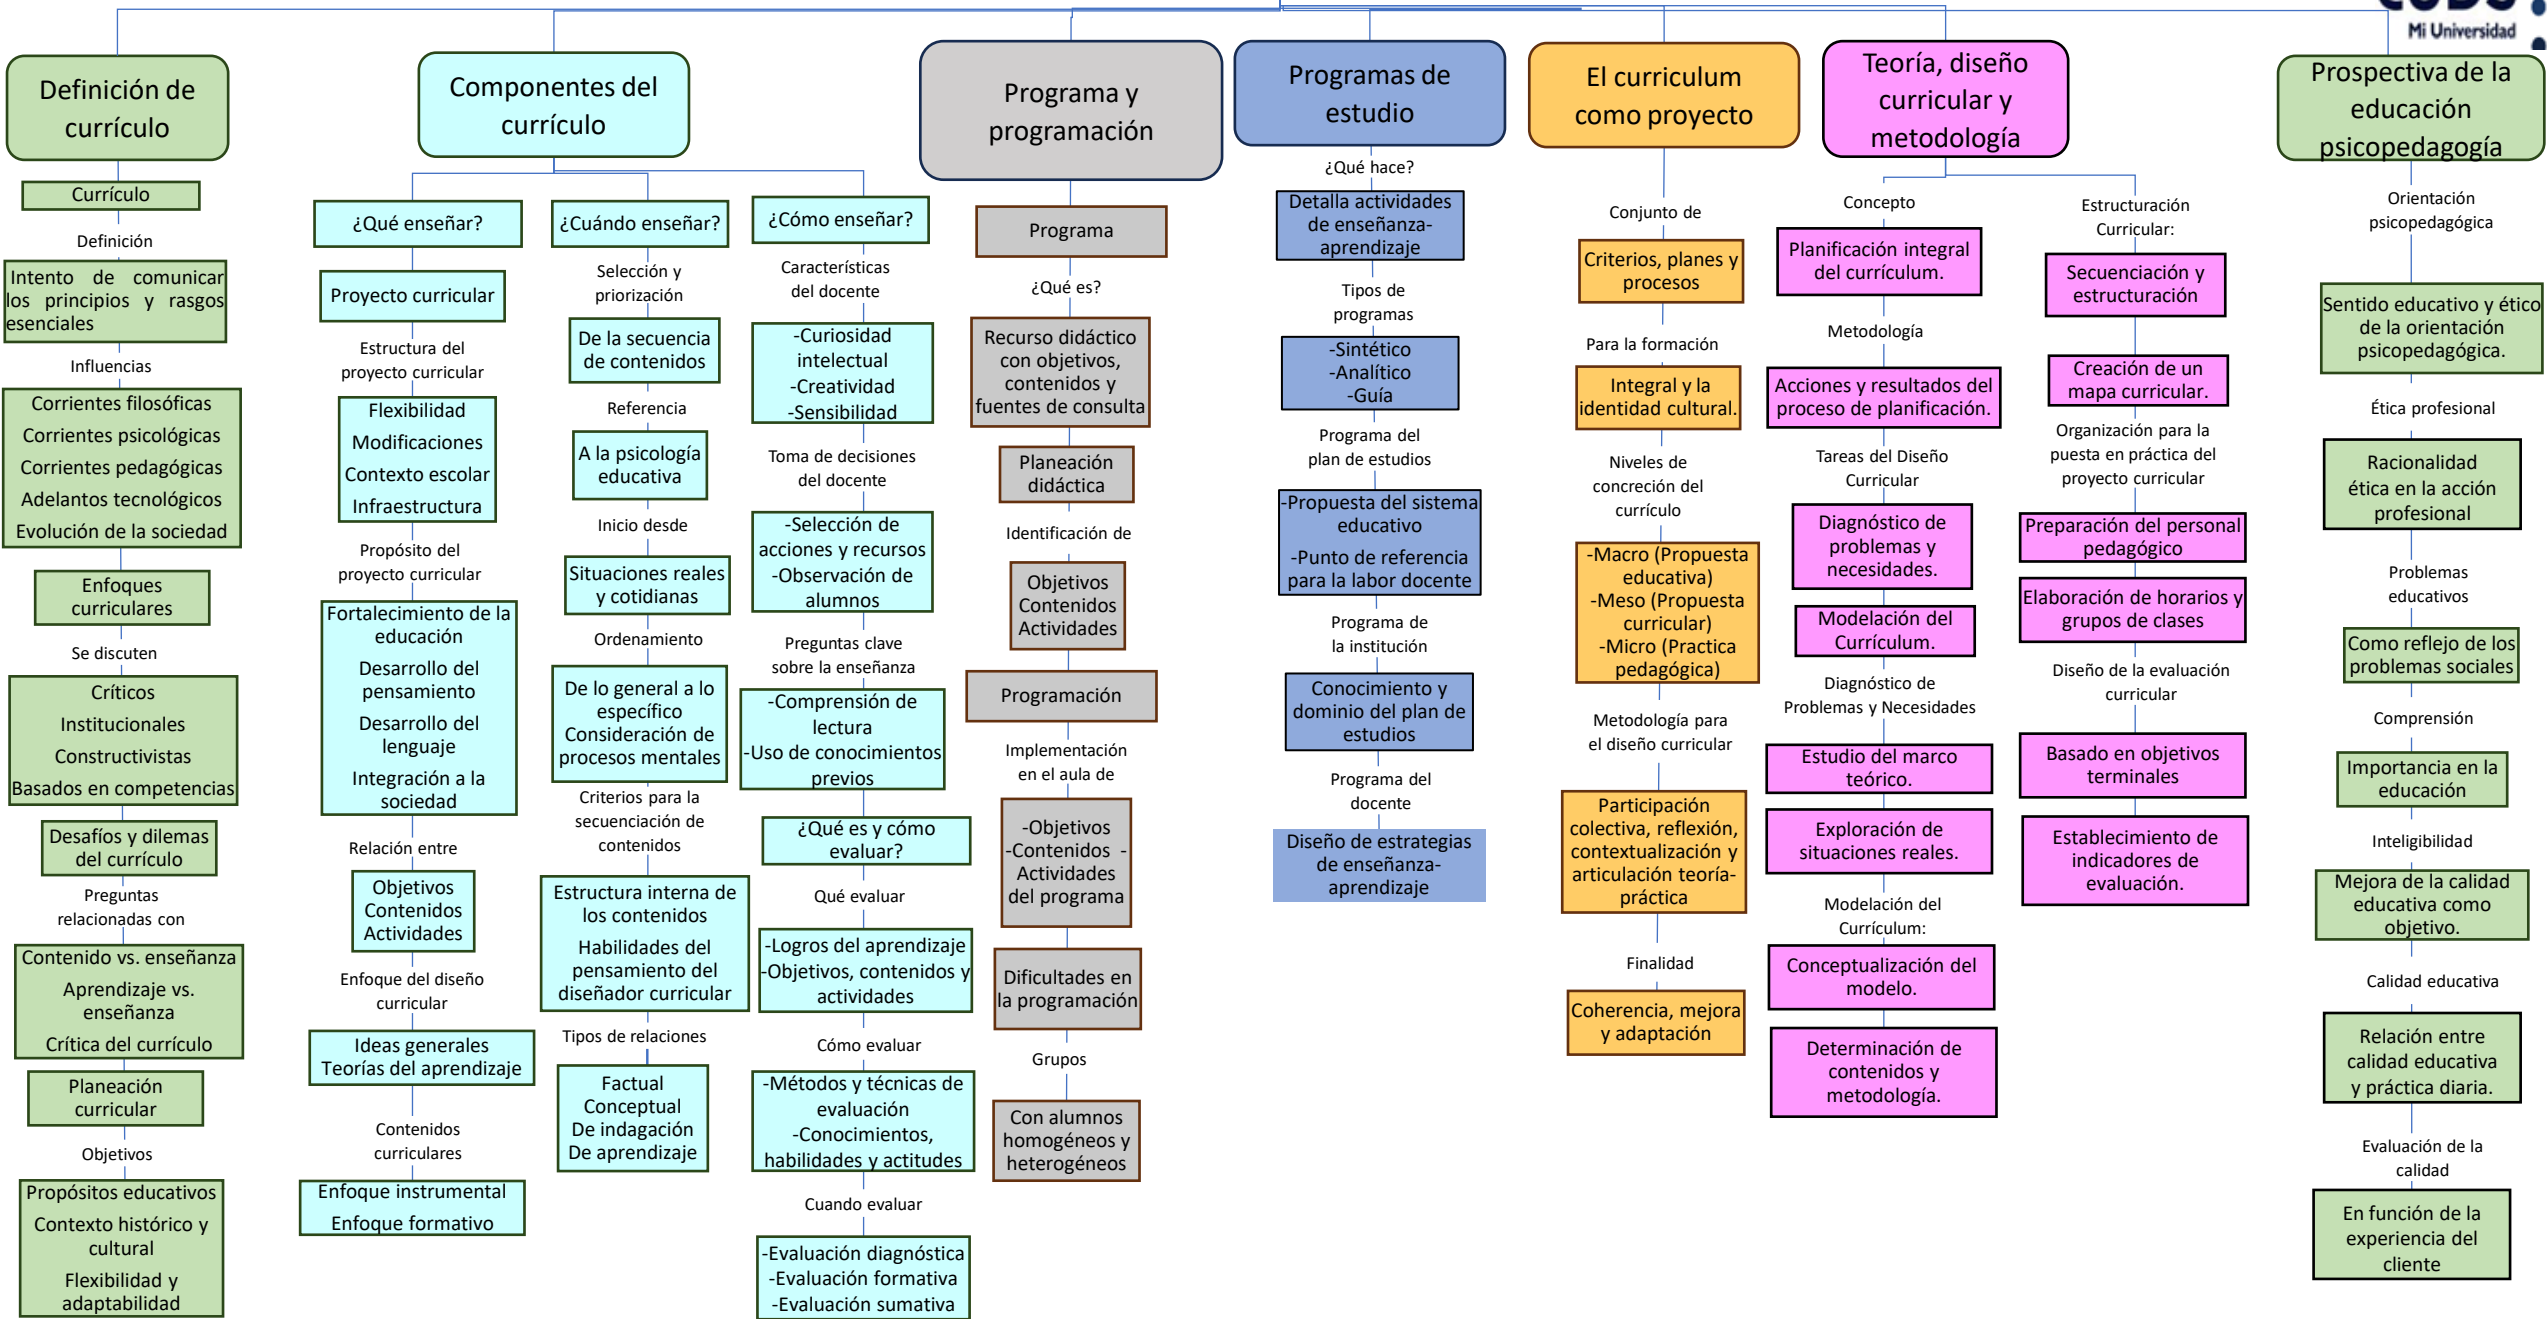 Mi Universidad
Definición de
currículo
Currículo
Definición
Intento de comunicar
los principios y rasgos
esenciales
Influencias
Corrientes filosóficas
Corrientes psicológicas
Corrientes pedagógicas
Adelantos tecnológicos
Evolución de la sociedad
Enfoques
curriculares
Se discuten
Críticos
Institucionales
Constructivistas
Basados en competencias
Desafíos y dilemas
del currículo
Preguntas
relacionadas con
Contenido vs. enseñanza
Aprendizaje vs.
enseñanza
Crítica del currículo
Planeación
curricular
Objetivos
Propósitos educativos
Contexto histórico y
cultural
Flexibilidad y
adaptabilidad
Componentes del
currículo
¿Qué enseñar?
Proyecto curricular
Estructura del
proyecto curricular
Flexibilidad
Modificaciones
Contexto escolar
Infraestructura
Propósito del
proyecto curricular
Fortalecimiento de la
educación
Desarrollo del
pensamiento
Desarrollo del
lenguaje
Integración a la
sociedad
Relación entre
Objetivos
Contenidos
Actividades
Enfoque del diseño
curricular
Ideas generales
Teorías del aprendizaje
Contenidos
curriculares
Enfoque instrumental
Enfoque formativo
¿Cuándo enseñar?
Selección y
priorización
De la secuencia
de contenidos
Referencia
A la psicología
educativa
Inicio desde
Situaciones reales
y cotidianas
Ordenamiento
De lo general a lo
específico
Consideración de
procesos mentales
Criterios para la
secuenciación de
contenidos
Estructura interna de
los contenidos
Habilidades del
pensamiento del
diseñador curricular
Tipos de relaciones
Factual
Conceptual
De indagación
De aprendizaje
¿Cómo enseñar?
Características
del docente
-Curiosidad
intelectual
-Creatividad
-Sensibilidad
Toma de decisiones
del docente
-Selección de
acciones y recursos
-Observación de
alumnos
Preguntas clave
sobre la enseñanza
-Comprensión de
lectura
-Uso de conocimientos
previos
¿Qué es y cómo
evaluar?
Qué evaluar
-Logros del aprendizaje
-Objetivos, contenidos y
actividades
Cómo evaluar
-Métodos y técnicas de
evaluación
-Conocimientos,
habilidades y actitudes
Cuando evaluar
-Evaluación diagnóstica
-Evaluación formativa
-Evaluación sumativa
Programa y
programación
Programa
¿Qué es?
Recurso didáctico
con objetivos,
contenidos y
fuentes de consulta
Planeación
didáctica
Identificación de
Objetivos
Contenidos
Actividades
Programación
Implementación
en el aula de
-Objetivos
-Contenidos -
Actividades
del programa
Dificultades en
la programación
Grupos
Con alumnos
homogéneos y
heterogéneos
Programas de
estudio
¿Qué hace?
Detalla actividades
de enseñanza-
aprendizaje
Tipos de
programas
-Sintético
-Analítico
-Guía
Programa del
plan de estudios
-Propuesta del sistema
educativo
-Punto de referencia
para la labor docente
Programa de
la institución
Conocimiento y
dominio del plan de
estudios
Programa del
docente
Diseño de estrategias
de enseñanza-
aprendizaje
El curriculum
como proyecto
Conjunto de
Criterios, planes y
procesos
Para la formación
Integral y la
identidad cultural.
Niveles de
concreción del
currículo
-Macro (Propuesta
educativa)
-Meso (Propuesta
curricular)
-Micro (Practica
pedagógica)
Metodología para
el diseño curricular
Participación
colectiva, reflexión,
contextualización y
articulación teoría-
práctica
Finalidad
Coherencia, mejora
y adaptación
Teoría, diseño
curricular y
metodología
Concepto
Planificación integral
del currículum.
Metodología
Acciones y resultados del
proceso de planificación.
Tareas del Diseño
Curricular
Diagnóstico de
problemas y
necesidades.
Modelación del
Currículum.
Diagnóstico de
Problemas y Necesidades
Estudio del marco
teórico.
Exploración de
situaciones reales.
Modelación del
Currículum:
Conceptualización del
modelo.
Determinación de
contenidos y
metodología.
Estructuración
Curricular:
Secuenciación y
estructuración
Creación de un
mapa curricular.
Organización para la
puesta en práctica del
proyecto curricular
Preparación del personal
pedagógico
Elaboración de horarios y
grupos de clases
Diseño de la evaluación
curricular
Basado en objetivos
terminales
Establecimiento de
indicadores de
evaluación.
Prospectiva de la
educación
psicopedagogía
Orientación
psicopedagógica
Sentido educativo y ético
de la orientación
psicopedagógica.
Ética profesional
Racionalidad
ética en la acción
profesional
Problemas
educativos
Como reflejo de los
problemas sociales
Comprensión
Importancia en la
educación
Inteligibilidad
Mejora de la calidad
educativa como
objetivo.
Calidad educativa
Relación entre
calidad educativa
y práctica diaria.
Evaluación de la
calidad
En función de la
experiencia del
cliente